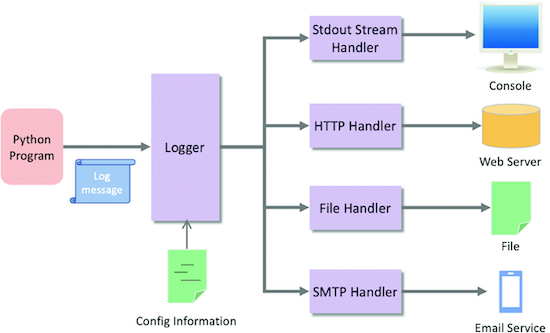 Python
Program
Log
message
Logger
Config Information
Stdout Stream
Handler
Console
HTTP Handler
Web Server
File Handler
File
SMTP Handler
Email Service